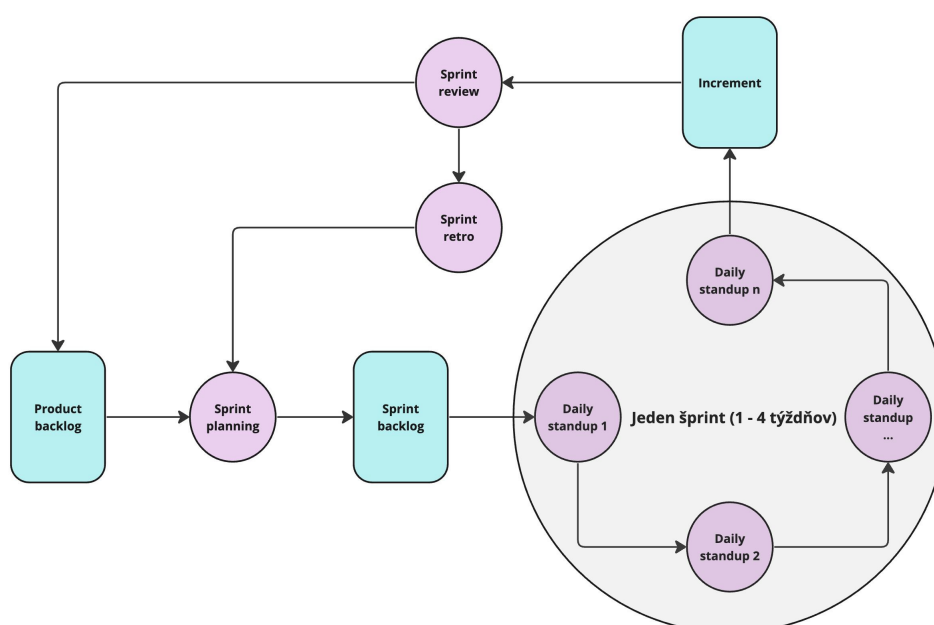 Sprint
review
Increment
Sprint
retro
Daily
standup n
Product
backlog
Sprint
planning
Sprint
backlog
Daily
standup 1
Jeden šprint (1 - 4 týždňov)
Daily
standup
...
Daily
standup 2